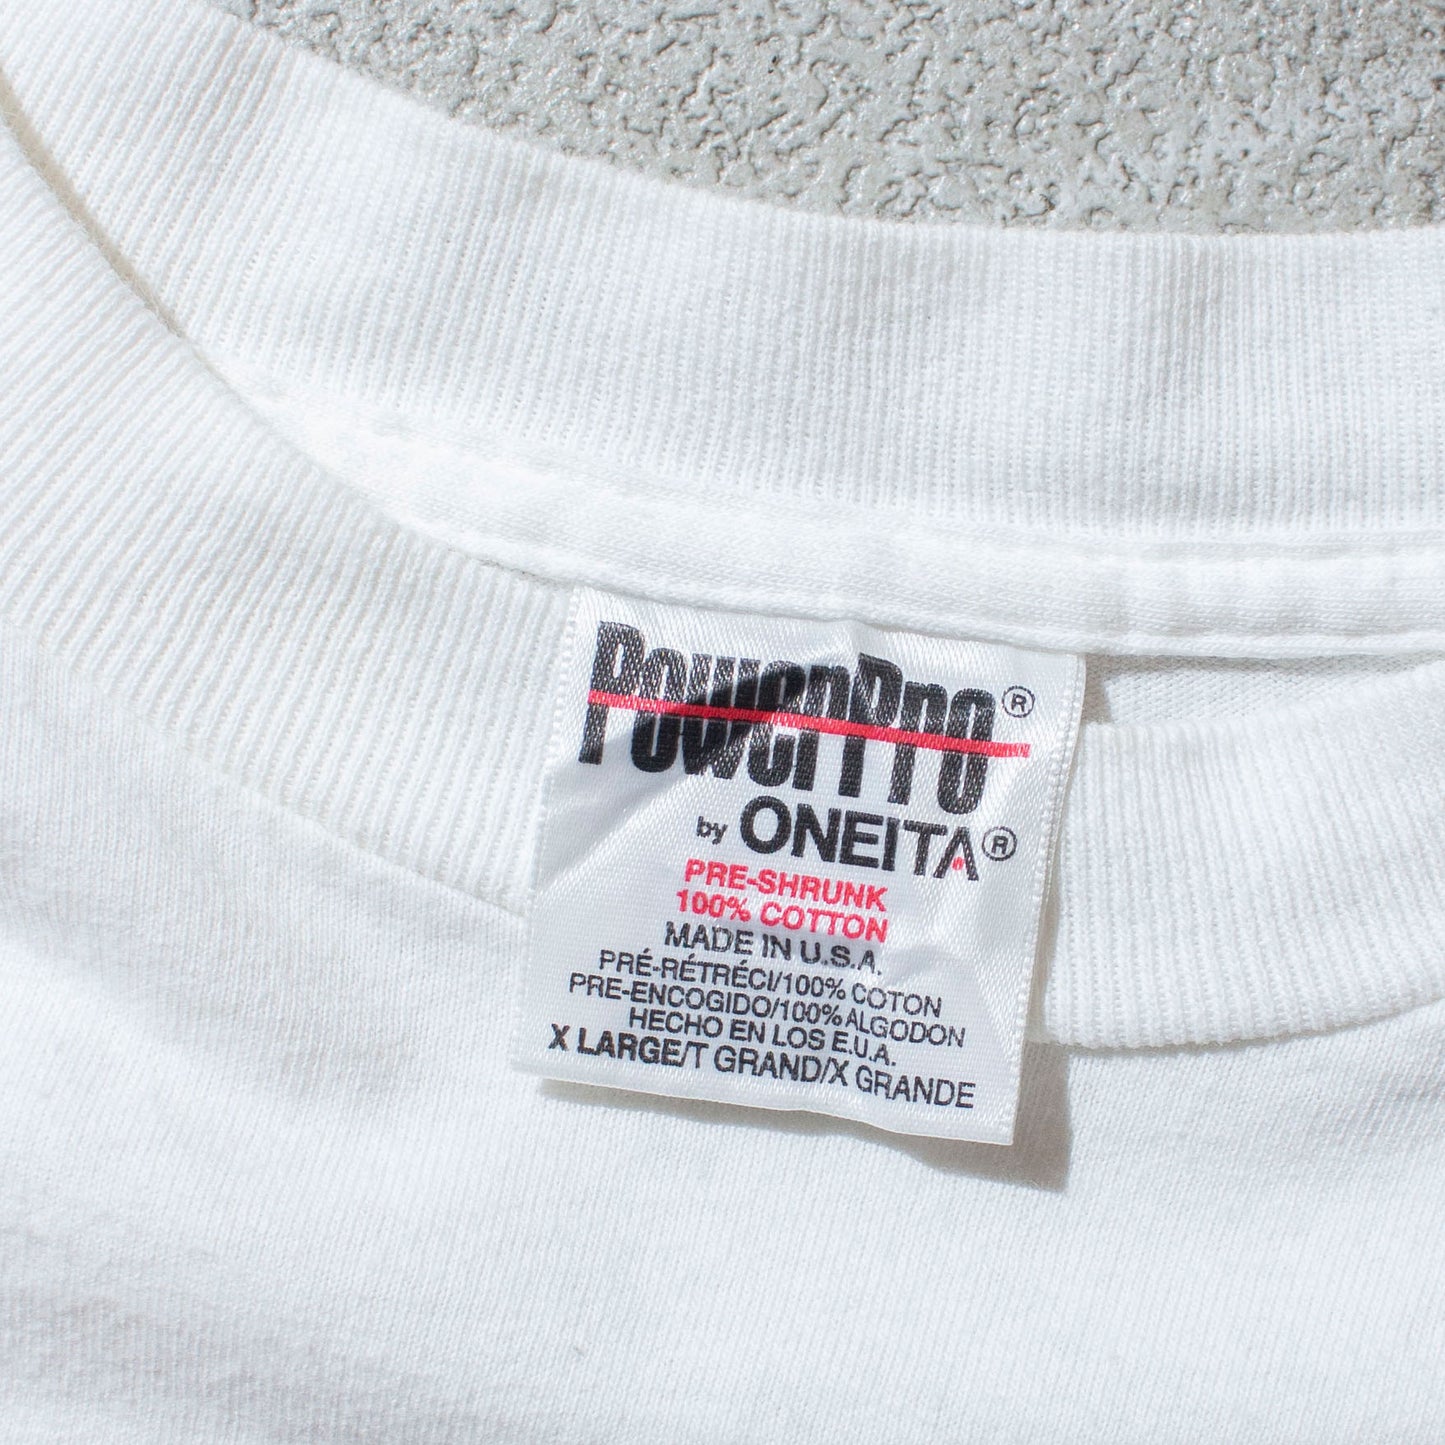 PowerPro®
by ONEITA®
PRE-SHRUNK
100% COTTON
MADE IN U.S.A.
PRÉ-RÉTRÉCI/100% COTON
PRE-ENCOGIDO/100% ALGODON
HECHO EN LOS E.U.A.
X LARGE/T GRAND/X GRANDE